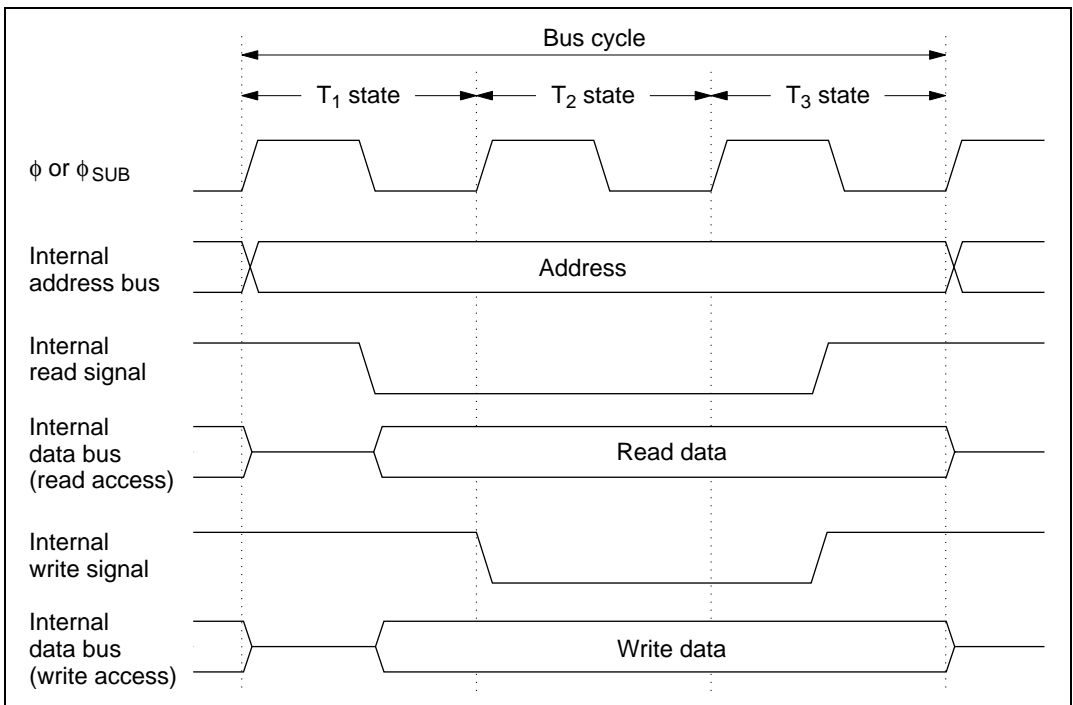 Bus cycle
T1 state T2 state T3 state
ϕ or ϕSUB
Internal
address bus
Address
Internal
read signal
Internal
data bus
(read access)
Read data
Internal
write signal
Internal
data bus
(write access)
Write data